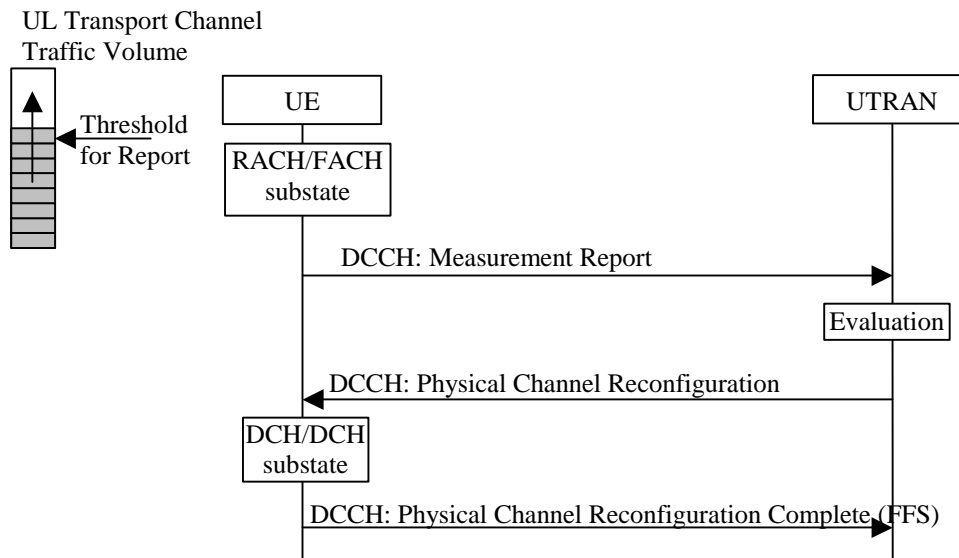 UL Transport Channel
Traffic Volume
UE
UTRAN
Threshold
for Report
RACH/FACH
substate
DCCH: Measurement Report
Evaluation
DCCH: Physical Channel Reconfiguration
DCH/DCH
substate
DCCH: Physical Channel Reconfiguration Complete (FFS)